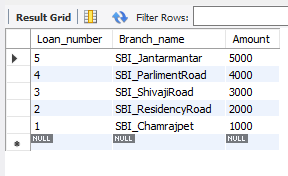 Result Grid Filter Rows:
Loan_number Branch_name Amount
5 SBI_Jantarmantar 5000
4 SBI_ParlimentRoad 4000
3 SBI_ShivajiRoad 3000
2 SBI_ResidencyRoad 2000
1 SBI_Chamrajpet 1000
NULL NULL NULL